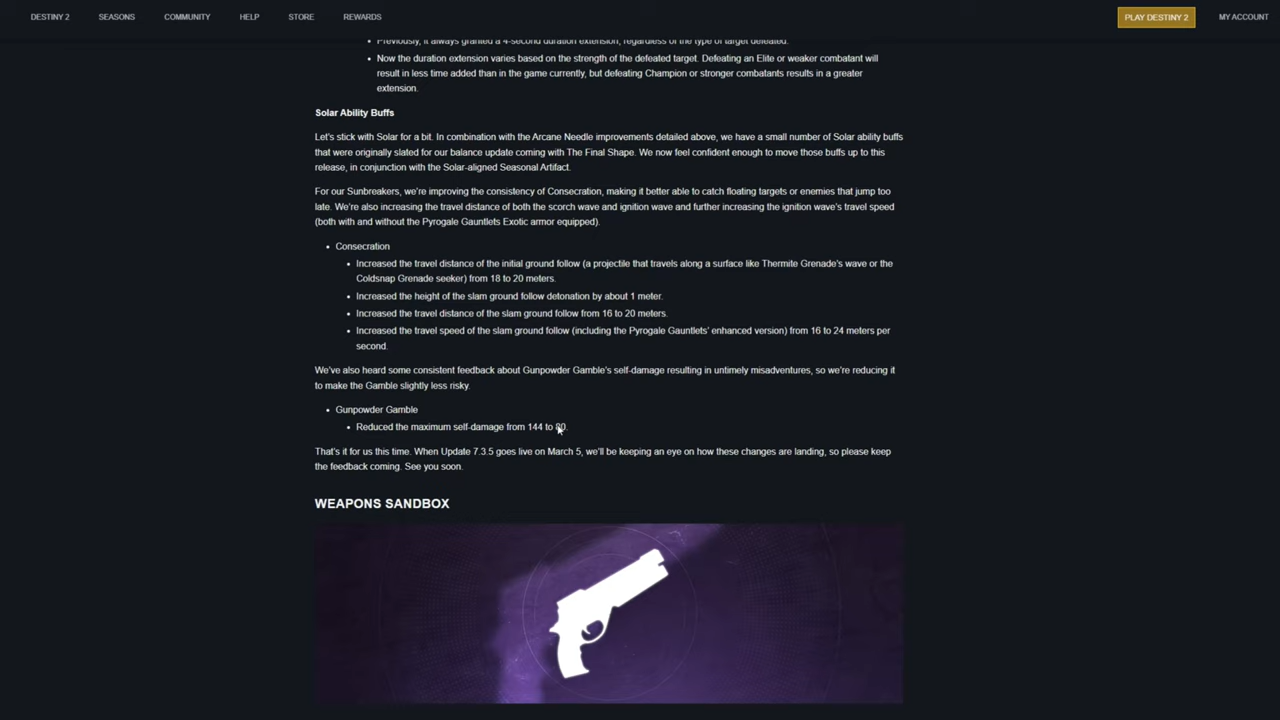 DESTINY 2 SEASONS COMMUNITY HELP STORE REWARDS PLAY DESTINY 2 MY ACCOUNT
• Previously, it always granted a 4-second duration extension, regardless of the type of target defeated.
• Now the duration extension varies based on the strength of the defeated target. Defeating an Elite or weaker combatant will
result in less time added than in the game currently, but defeating Champion or stronger combatants results in a greater
extension.
Solar Ability Buffs
Let's stick with Solar for a bit. In combination with the Arcane Needle improvements detailed above, we have a small number of Solar ability buffs
that were originally slated for our balance update coming with The Final Shape. We now feel confident enough to move those buffs up to this
release, in conjunction with the Solar-aligned Seasonal Artifact.
For our Sunbreakers, we're improving the consistency of Consecration, making it better able to catch floating targets or enemies that jump too
late. We're also increasing the travel distance of both the scorch wave and ignition wave and further increasing the ignition wave's travel speed
(both with and without the Pyrogale Gauntlets Exotic armor equipped).
• Consecration
• Increased the travel distance of the initial ground follow (a projectile that travels along a surface like Thermite Grenade's wave or the
Coldsnap Grenade seeker) from 18 to 20 meters.
• Increased the height of the slam ground follow detonation by about 1 meter.
• Increased the travel distance of the slam ground follow from 16 to 20 meters.
• Increased the travel speed of the slam ground follow (including the Pyrogale Gauntlets' enhanced version) from 16 to 24 meters per
second.
We've also heard some consistent feedback about Gunpowder Gamble's self-damage resulting in untimely misadventures, so we're reducing it
to make the Gamble slightly less risky.
• Gunpowder Gamble
• Reduced the maximum self-damage from 144 to
That's it for us this time. When Update 7.3.5 goes live on March 5, we'll be keeping an eye on how these changes are landing, so please keep
the feedback coming. See you soon.
WEAPONS SANDBOX